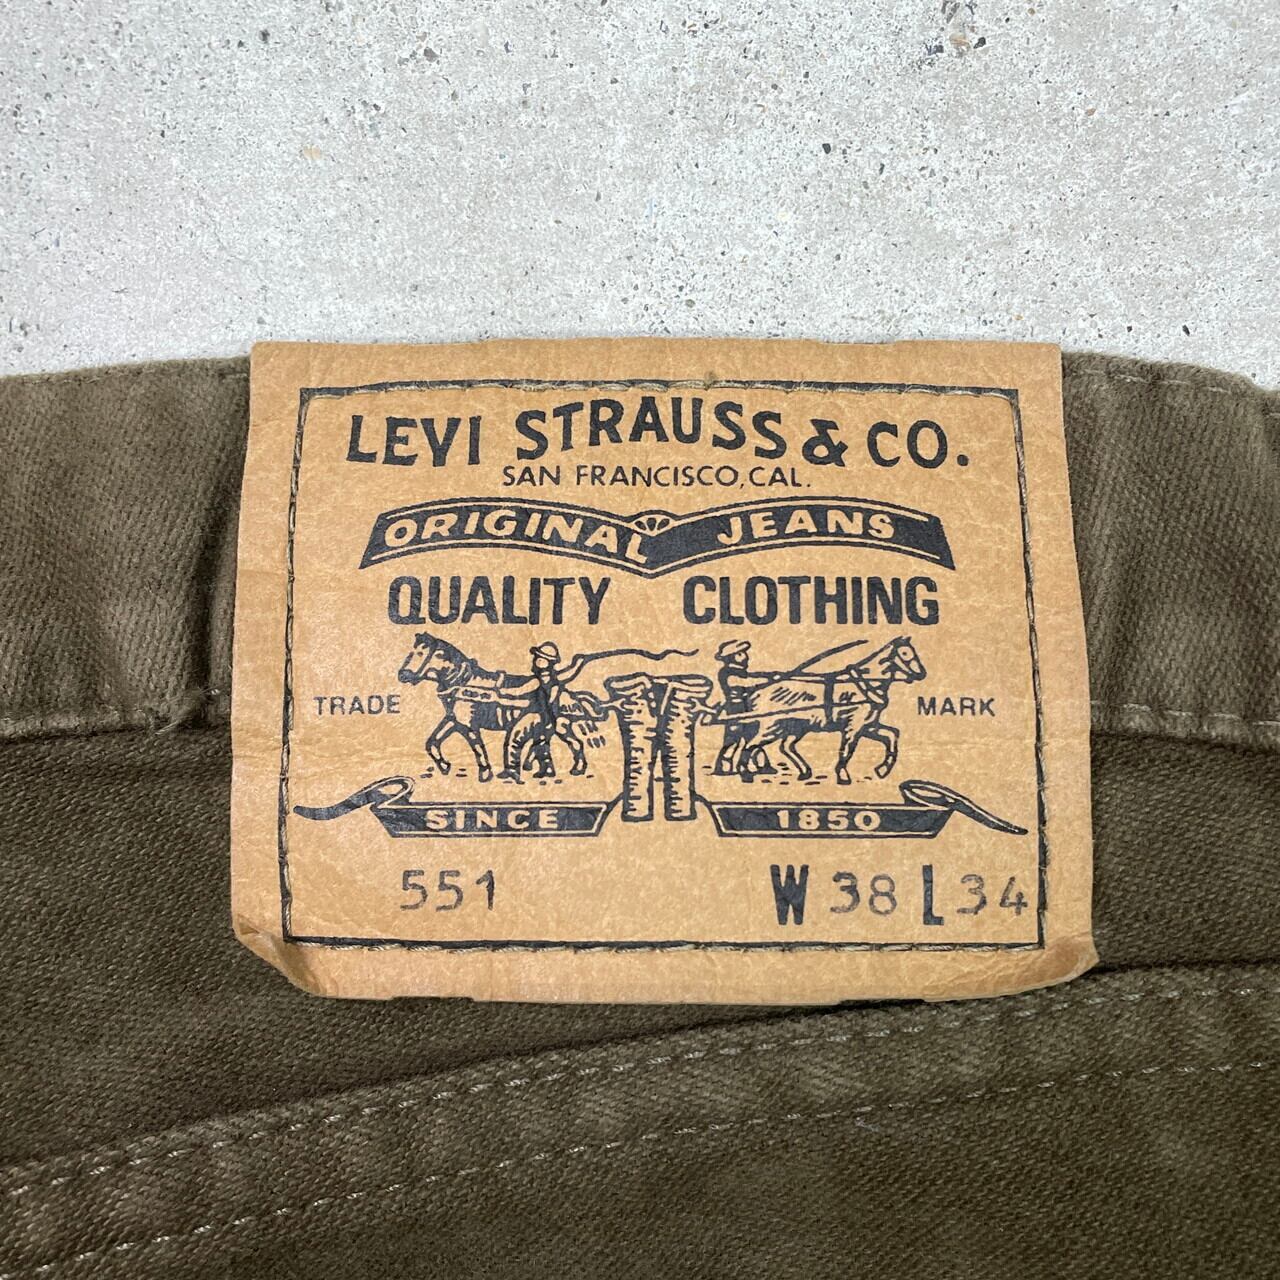 LEVI STRAUSS & CO.
SAN FRANCISCO, CAL.
ORIGINAL JEANS
QUALITY CLOTHING
TRADE MARK
SINCE 1850
551 W 38 L 34